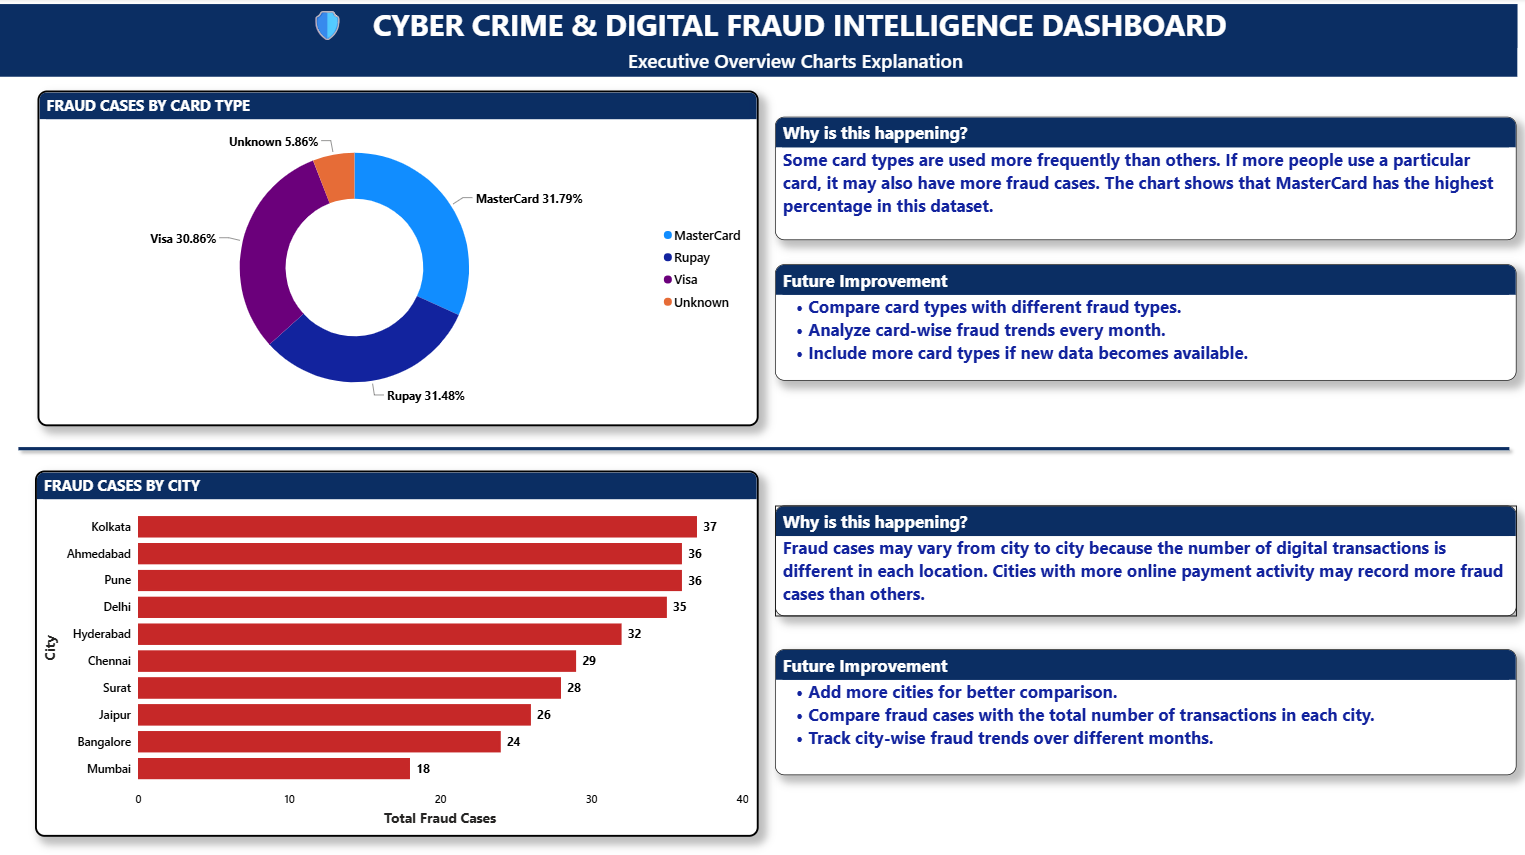 CYBER CRIME & DIGITAL FRAUD INTELLIGENCE DASHBOARD
Executive Overview Charts Explanation
FRAUD CASES BY CARD TYPE
Unknown 5.86%
MasterCard 31.79%
Visa 30.86%
Rupay 31.48%
MasterCard
Rupay
Visa
Unknown
Why is this happening?
Some card types are used more frequently than others. If more people use a particular
card, it may also have more fraud cases. The chart shows that MasterCard has the highest
percentage in this dataset.
Future Improvement
• Compare card types with different fraud types.
• Analyze card-wise fraud trends every month.
• Include more card types if new data becomes available.
FRAUD CASES BY CITY
City
Kolkata 37
Ahmedabad 36
Pune 36
Delhi 35
Hyderabad 32
Chennai 29
Surat 28
Jaipur 26
Bangalore 24
Mumbai 18
0 10 20 30 40
Total Fraud Cases
Why is this happening?
Fraud cases may vary from city to city because the number of digital transactions is
different in each location. Cities with more online payment activity may record more fraud
cases than others.
Future Improvement
• Add more cities for better comparison.
• Compare fraud cases with the total number of transactions in each city.
• Track city-wise fraud trends over different months.